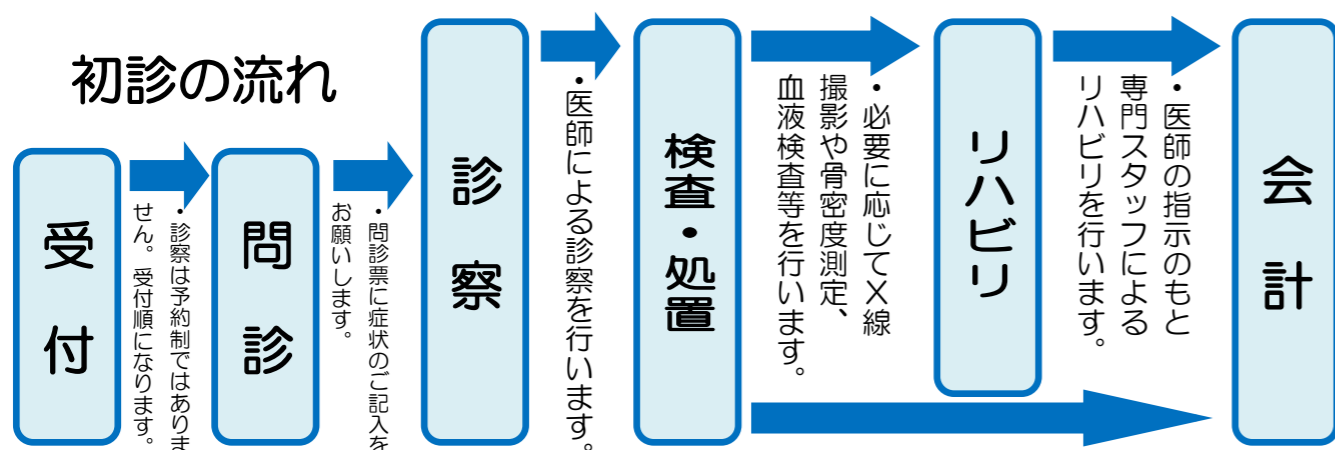 初診の流れ
受付
・診察は予約制ではありま
せん。受付順になります。
問診
・問診票に症状のご記入を
お願いします。
診察
・医師による診察を行います。
検査・処置
・必要に応じてX線
撮影や骨密度測定、
血液検査等を行います。
リハビリ
・医師の指示のもと
専門スタッフによる
リハビリを行います。
会計